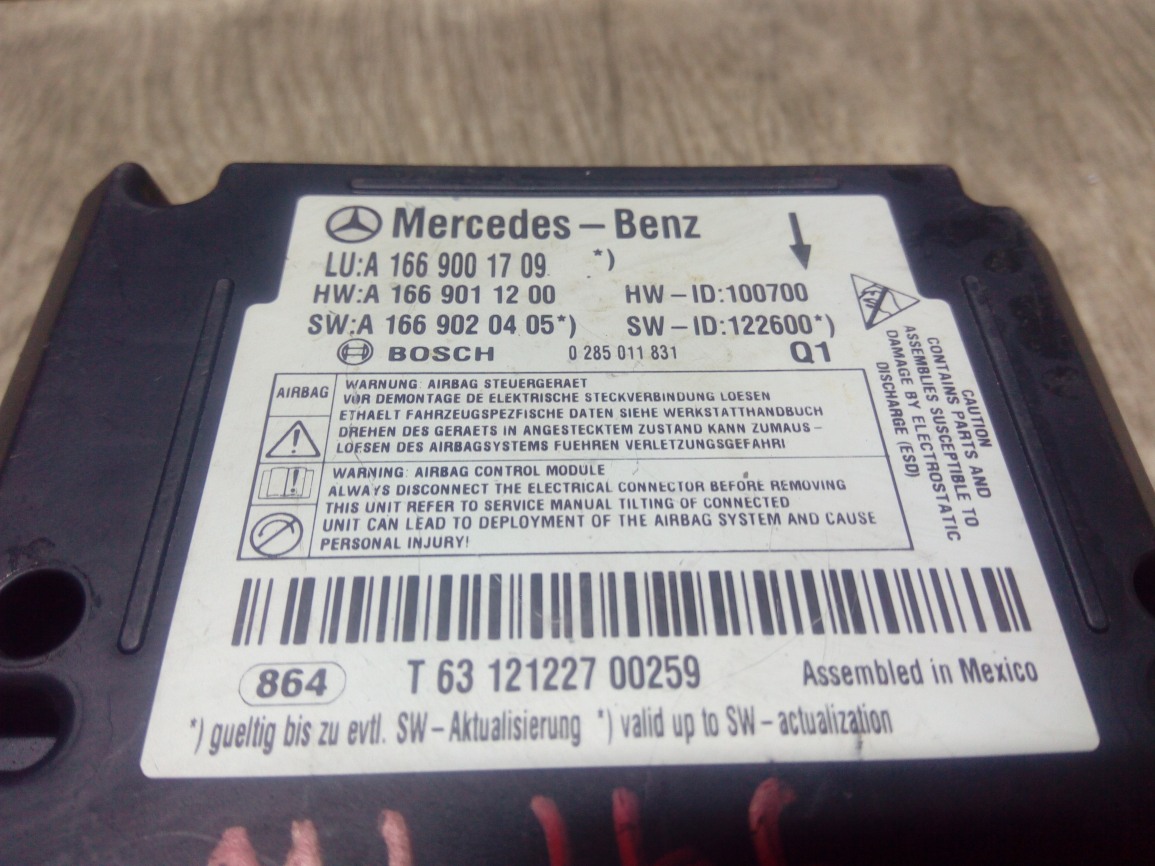 Mercedes-Benz
LU:A 166 900 17 09 *)
HW:A 166 901 12 00 HW-ID:100700
SW:A 166 902 04 05*) SW-ID:122600*)
BOSCH 0 285 011 831 Q1
AIRBAG
WARNUNG: AIRBAG STEUERGERAET
VOR DEMONTAGE DE ELEKTRISCHE STECKVERBINDUNG LOESEN
ETHAELT FAHRZEUGSPEZFISCHE DATEN SIEHE WERKSTATTHANDBUCH
DREHEN DES GERAETS IN ANGESTECKTEM ZUSTAND KANN ZUMAUS-
LOESEN DES AIRBAGSYSTEMS FUEHREN VERLETZUNGSGEFAHR!
WARNING: AIRBAG CONTROL MODULE
ALWAYS DISCONNECT THE ELECTRICAL CONNECTOR BEFORE REMOVING
THIS UNIT REFER TO SERVICE MANUAL TILTING OF CONNECTED
UNIT CAN LEAD TO DEPLOYMENT OF THE AIRBAG SYSTEM AND CAUSE
PERSONAL INJURY!
CAUTION
CONTAINS PARTS AND
ASSEMBLIES SUSCEPTIBLE TO
DAMAGE BY ELECTROSTATIC
DISCHARGE (ESD)
864 T 63 121227 00259 Assembled in Mexico
*) gueltig bis zu evtl. SW-Aktualisierung *) valid up to SW-actualization